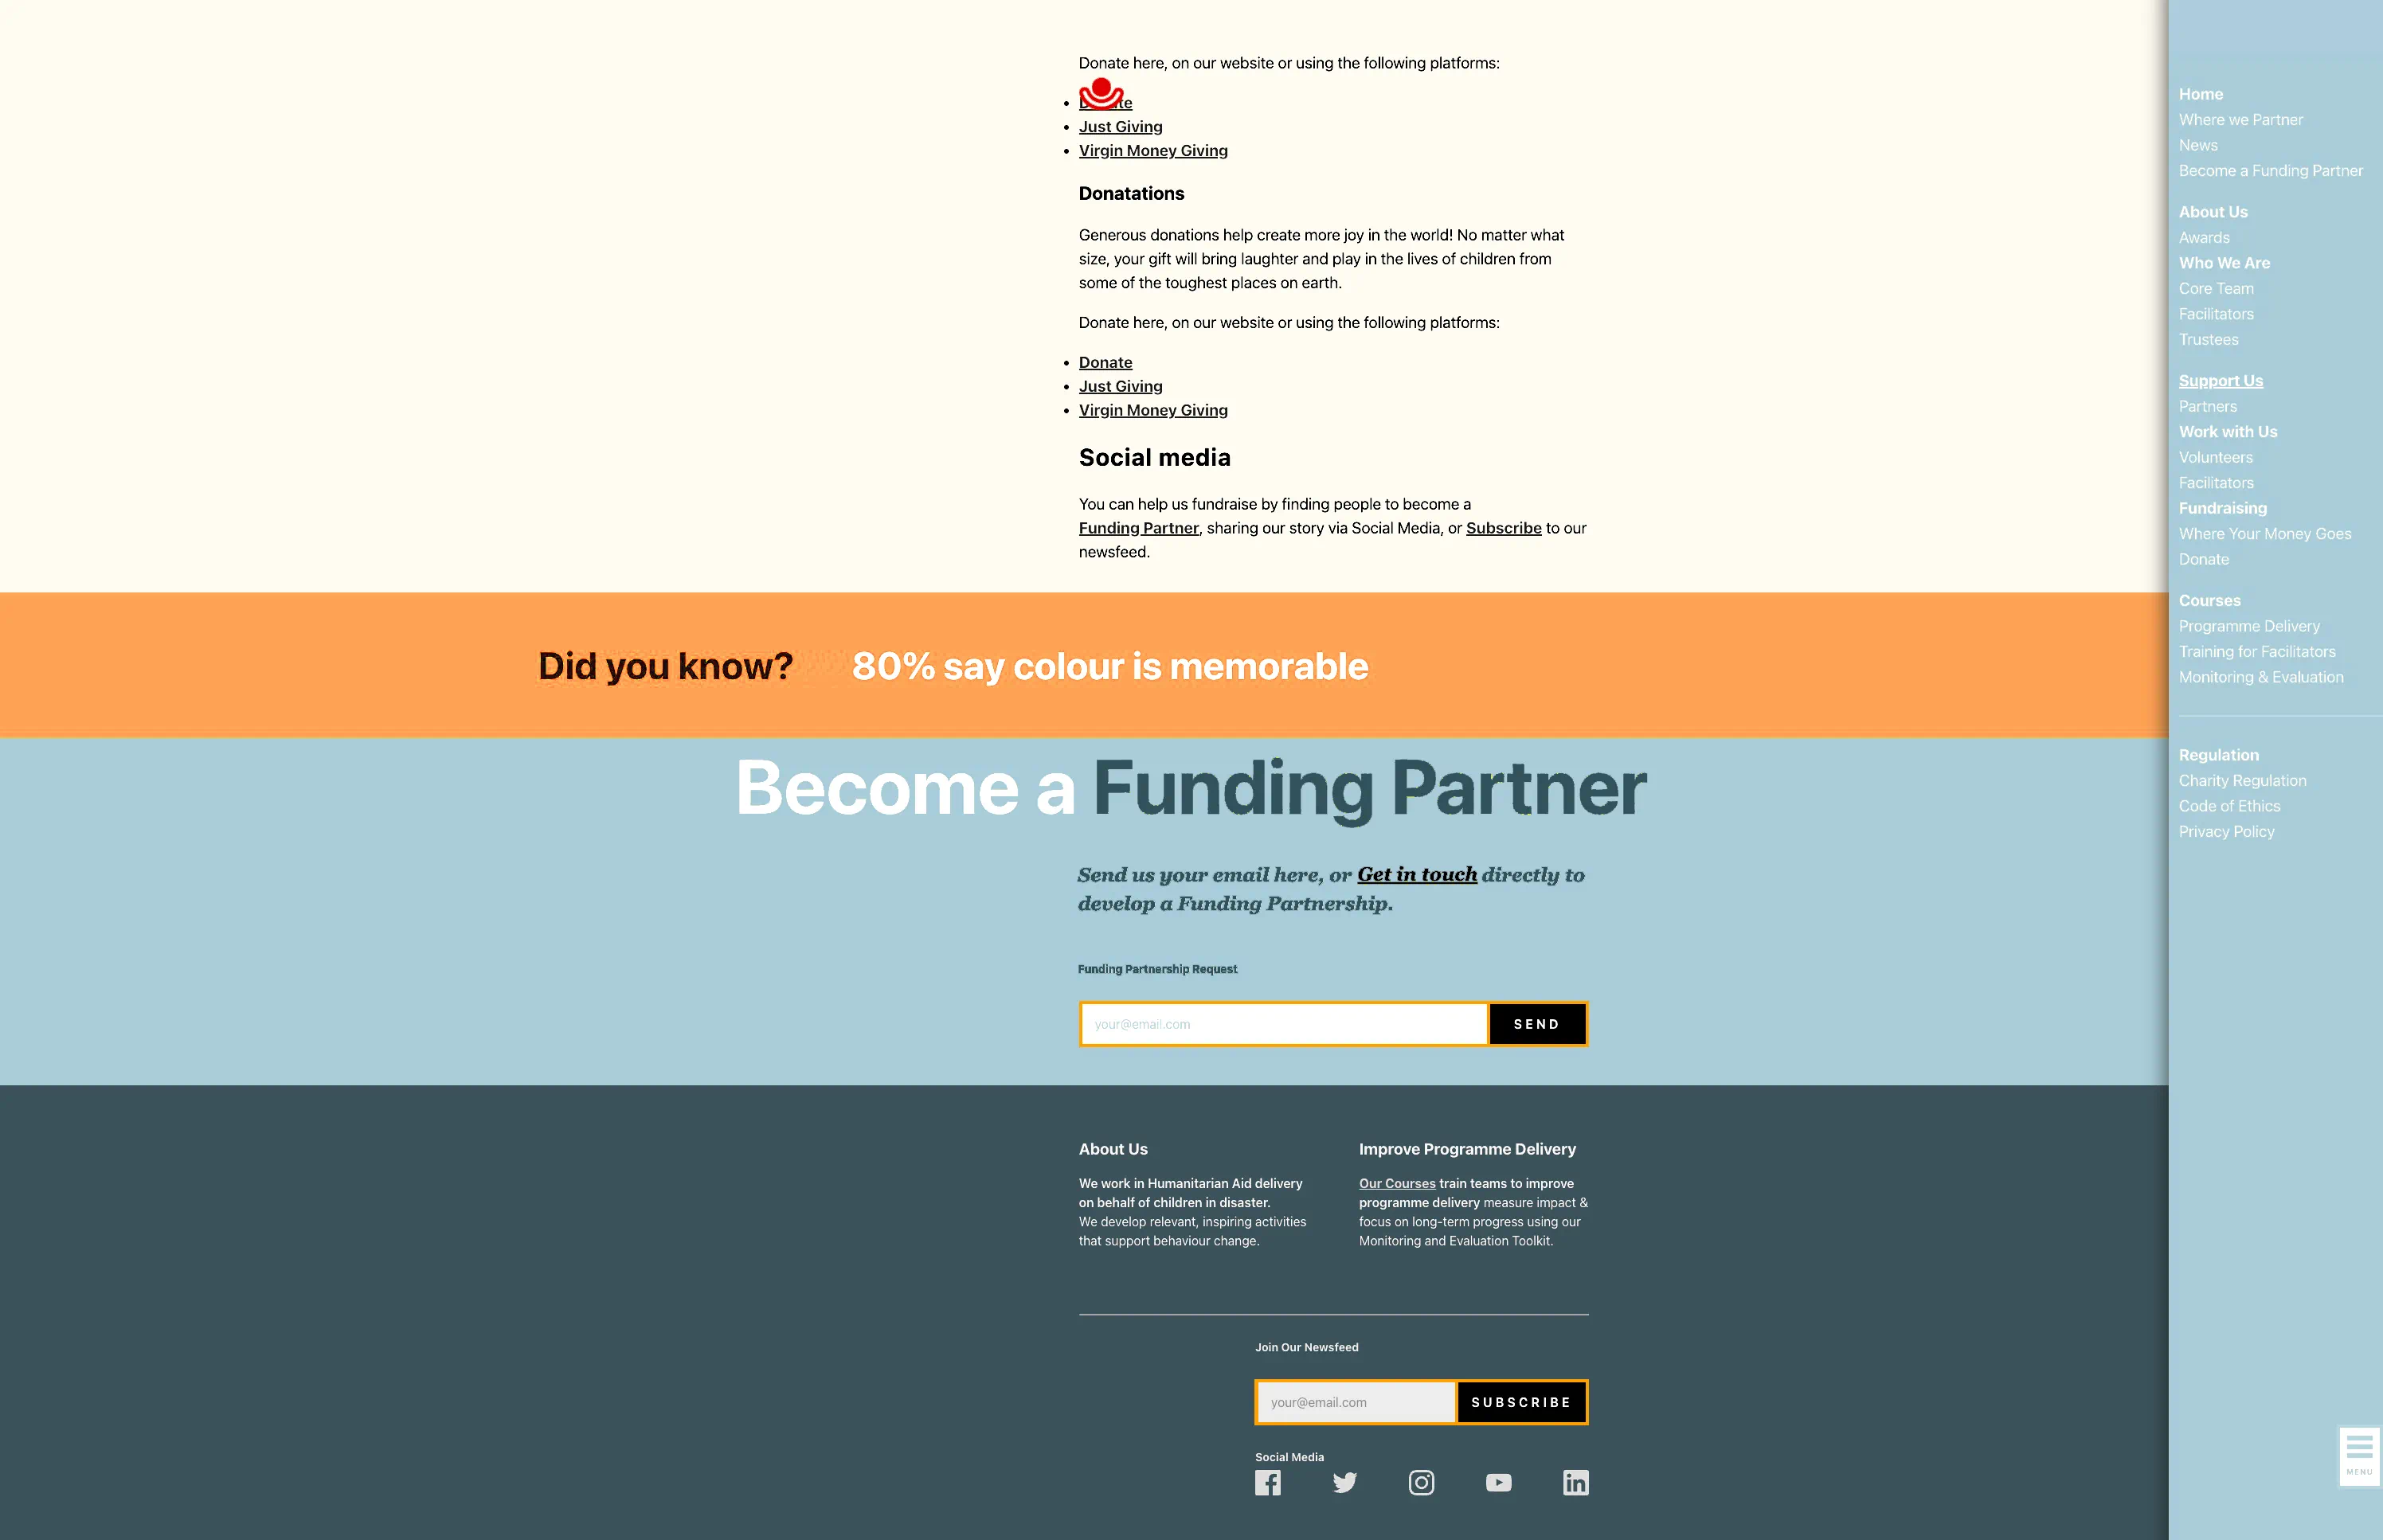 Donate here, on our website or using the following platforms:
Just Giving
Virgin Money Giving
Donatations
Generous donations help create more joy in the world! No matter what
size, your gift will bring laughter and play in the lives of children from
some of the toughest places on earth.
Donate here, on our website or using the following platforms:
Donate
Just Giving
Virgin Money Giving
Social media
You can help us fundraise by finding people to become a
Funding Partner, sharing our story via Social Media, or Subscribe to our
newsfeed.
Did you know? 80% say colour is memorable
Become a Funding Partner
Send us your email here, or Get in touch directly to
develop a Funding Partnership.
Funding Partnership Request
your@email.com SEND
About Us
We work in Humanitarian Aid delivery
on behalf of children in disaster.
We develop relevant, inspiring activities
that support behaviour change.
Improve Programme Delivery
Our Courses train teams to improve
programme delivery measure impact &
focus on long-term progress using our
Monitoring and Evaluation Toolkit.
Join Our Newsfeed
your@email.com SUBSCRIBE
Social Media
Home
Where we Partner
News
Become a Funding Partner
About Us
Awards
Who We Are
Core Team
Facilitators
Trustees
Support Us
Partners
Work with Us
Volunteers
Facilitators
Fundraising
Where Your Money Goes
Donate
Courses
Programme Delivery
Training for Facilitators
Monitoring & Evaluation
Regulation
Charity Regulation
Code of Ethics
Privacy Policy
MENU